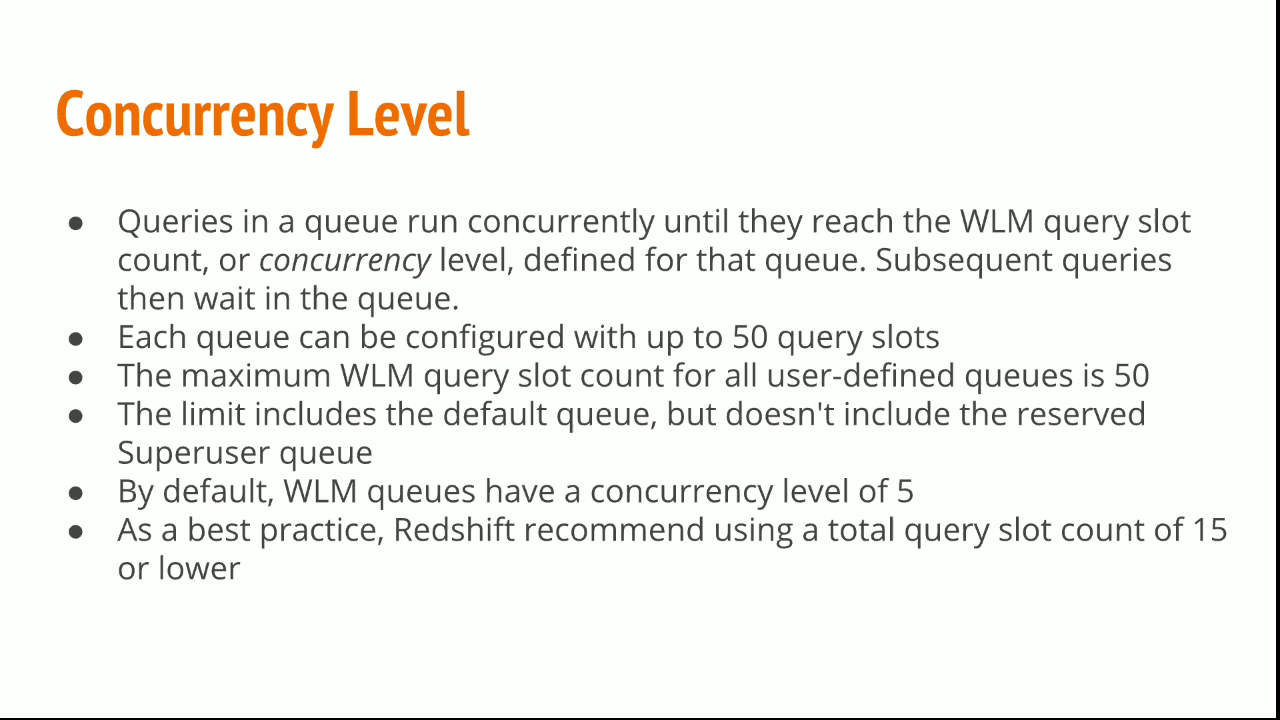 Concurrency Level
● Queries in a queue run concurrently until they reach the WLM query slot
count, or concurrency level, defined for that queue. Subsequent queries
then wait in the queue.
● Each queue can be configured with up to 50 query slots
● The maximum WLM query slot count for all user-defined queues is 50
● The limit includes the default queue, but doesn't include the reserved
Superuser queue
● By default, WLM queues have a concurrency level of 5
● As a best practice, Redshift recommend using a total query slot count of 15
or lower